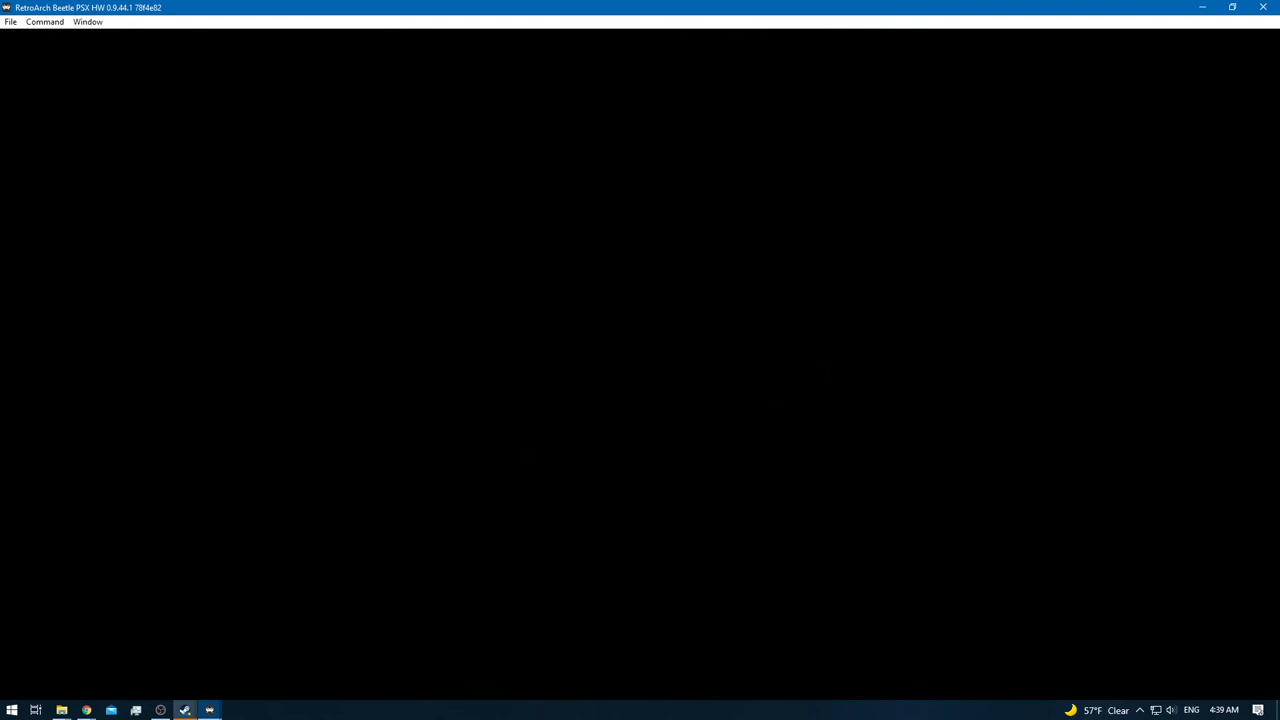 RetroArch Beetle PSX HW 0.9.44.1 78f4e82
File Command Window
57°F Clear ENG 4:39 AM